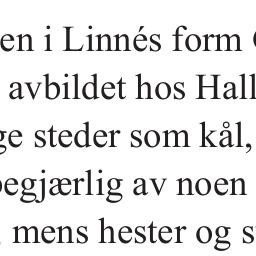 en i Linnés form
avbildet hos Hall
ge steder som kål,
begjærlig av noen
mens hester og s